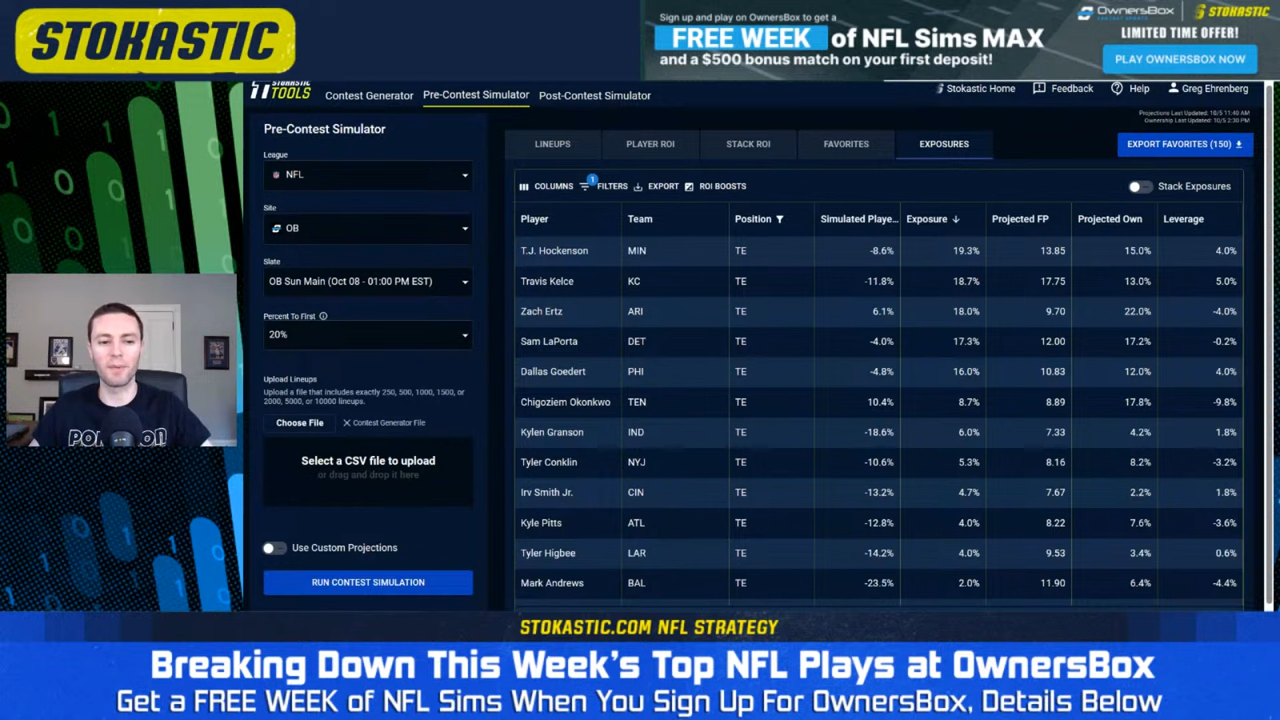 STOKASTIC
Sign up and play on OwnersBox to get a
FREE WEEK of NFL Sims MAX
and a $500 bonus match on your first deposit!
OwnersBox
STOKASTIC
LIMITED TIME OFFER!
PLAY OWNERSBOX NOW
STOKASTIC
TOOLS
Contest Generator
Pre-Contest Simulator
Post-Contest Simulator
Stokastic Home
Feedback
Help
Greg Ehrenberg
Projections Last Updated: 10/5 11:40 AM
Ownership Last Updated: 10/5 2:30 PM
Pre-Contest Simulator
League
NFL
Site
OB
Slate
OB Sun Main (Oct 08 - 01:00 PM EST)
Percent To First
20%
Upload Lineups
Upload a file that includes exactly 250, 500, 1000, 1500, or
2000, 5000, or 10000 lineups.
Choose File
Contest Generator File
Select a CSV file to upload
or drag and drop it here
Use Custom Projections
RUN CONTEST SIMULATION
LINEUPS
PLAYER ROI
STACK ROI
FAVORITES
EXPOSURES
EXPORT FAVORITES (150)
COLUMNS
1
FILTERS
EXPORT
ROI BOOSTS
Stack Exposures
Player Team Position Simulated Playe... Exposure Projected FP Projected Own Leverage
T.J. Hockenson MIN TE -8.6% 19.3% 13.85 15.0% 4.0%
Travis Kelce KC TE -11.8% 18.7% 17.75 13.0% 5.0%
Zach Ertz ARI TE 6.1% 18.0% 9.70 22.0% -4.0%
Sam LaPorta DET TE -4.0% 17.3% 12.00 17.2% -0.2%
Dallas Goedert PHI TE -4.8% 16.0% 10.83 12.0% 4.0%
Chigoziem Okonkwo TEN TE 10.4% 8.7% 8.89 17.8% -9.8%
Kylen Granson IND TE -18.6% 6.0% 7.33 4.2% 1.8%
Tyler Conklin NYJ TE -10.6% 5.3% 8.16 8.2% -3.2%
Irv Smith Jr. CIN TE -13.2% 4.7% 7.67 2.2% 1.8%
Kyle Pitts ATL TE -12.8% 4.0% 8.22 7.6% -3.6%
Tyler Higbee LAR TE -14.2% 4.0% 9.53 3.4% 0.6%
Mark Andrews BAL TE -23.5% 2.0% 11.90 6.4% -4.4%
STOKASTIC.COM NFL STRATEGY
Breaking Down This Week's Top NFL Plays at OwnersBox
Get a FREE WEEK of NFL Sims When You Sign Up For OwnersBox, Details Below